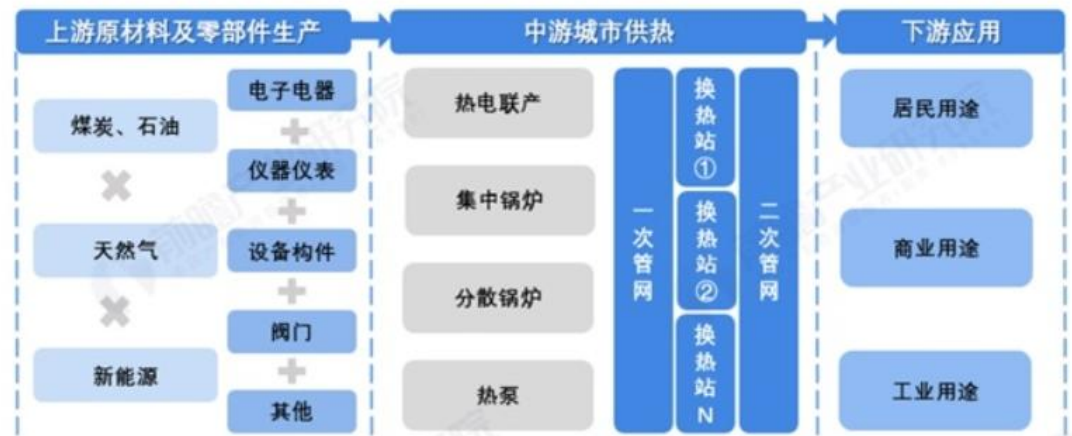 上游原材料及零部件生产
中游城市供热
下游应用
煤炭、石油
天然气
新能源
电子电器
仪器仪表
设备构件
阀门
其他
热电联产
集中锅炉
分散锅炉
热泵
一次管网
换热站①
换热站②
换热站N
二次管网
居民用途
商业用途
工业用途